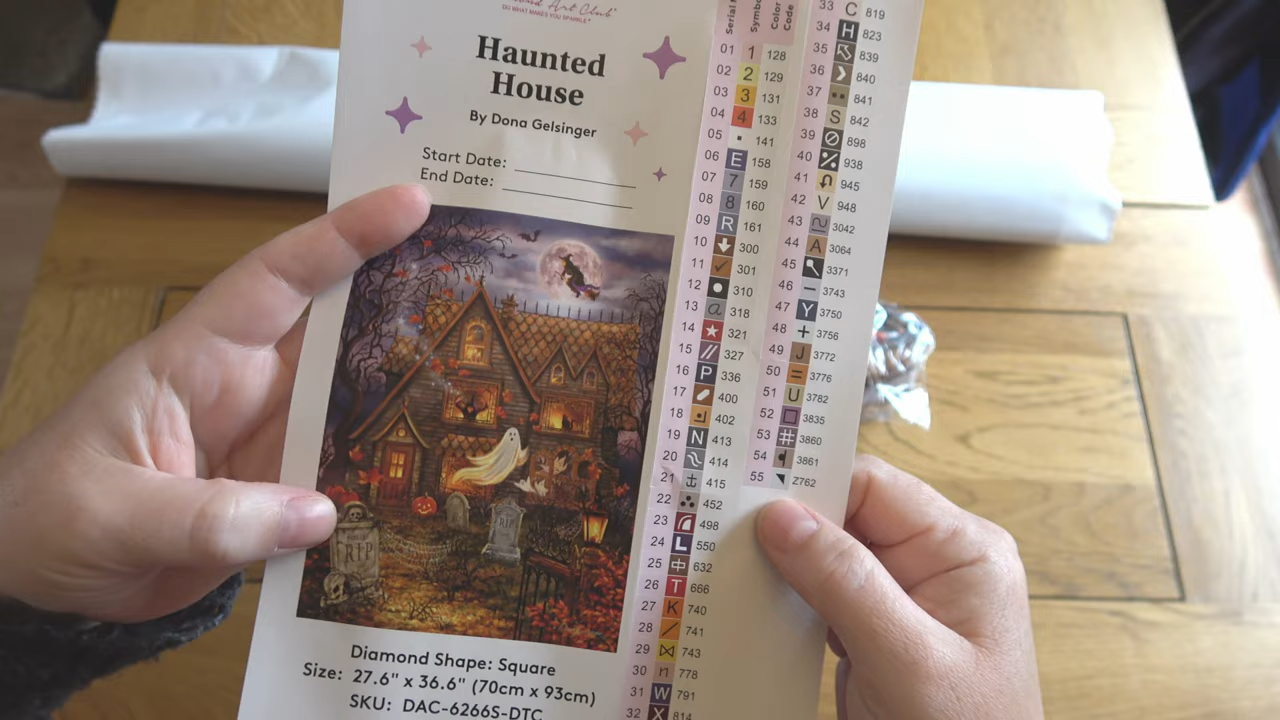 Art Club
DO WHAT MAKES YOU SPARKLE
Haunted
House
By Dona Gelsinger
Start Date:
End Date:
RIP
RIP
Diamond Shape: Square
Size: 27.6" x 36.6" (70cm x 93cm)
SKU: DAC-6266S-DTC
Serial Symbol Color Code
01 1 128
02 2 129
03 3 131
04 4 133
05 ▪ 141
06 E 158
07 7 159
08 8 160
09 R 161
10 300
11 ✓ 301
12 ● 310
13 a 318
14 ★ 321
15 // 327
16 P 336
17 400
18 402
19 N 413
20 414
21 ⚓ 415
22 452
23 498
24 L 550
25 632
26 T 666
27 K 740
28 / 741
29 743
30 n 778
31 W 791
32 X 814
33 C 819
34 H 823
35 839
36 840
37 841
38 S 842
39 898
40 938
41 945
42 V 948
43 3042
44 A 3064
45 3371
46 − 3743
47 Y 3750
48 + 3756
49 J 3772
50 = 3776
51 U 3782
52 □ 3835
53 # 3860
54 3861
55 Z762